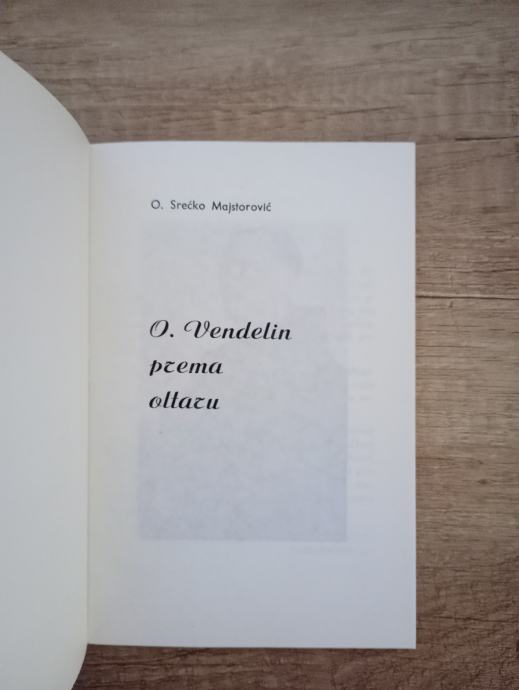 O. Srećko Majstorović
O. Vendelin
prema
oltaru